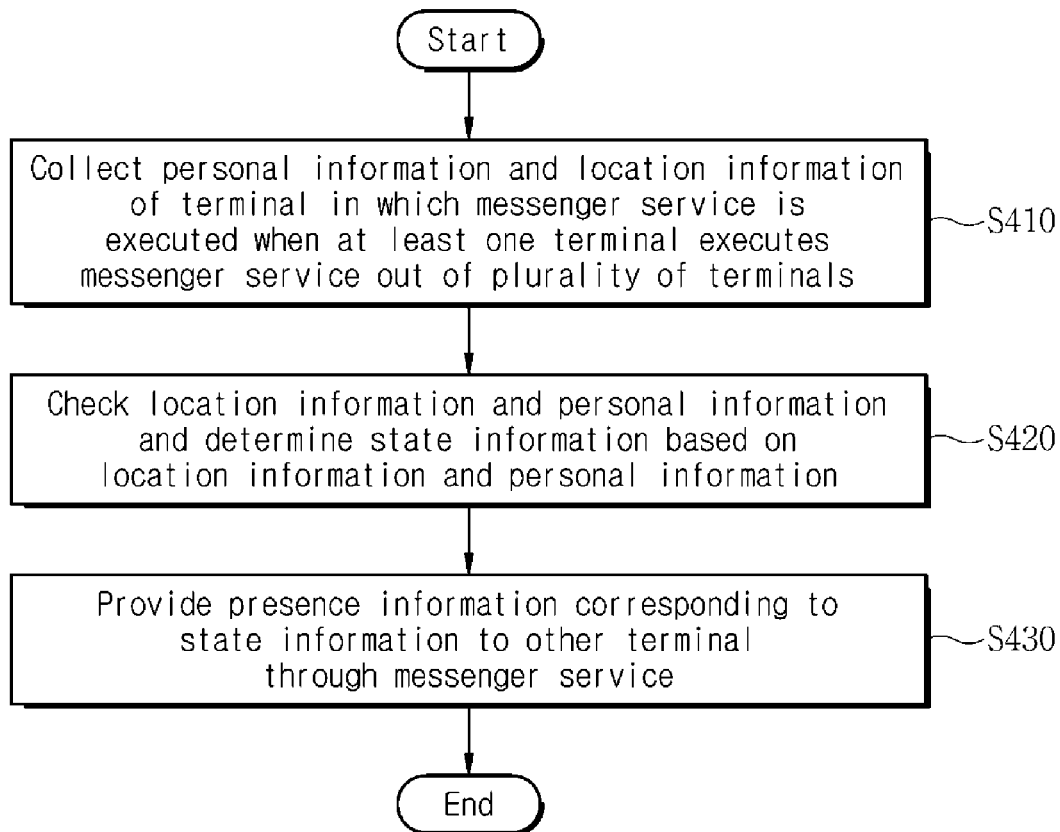 Start
Collect personal information and location information
of terminal in which messenger service is
executed when at least one terminal executes
messenger service out of plurality of terminals
S410
Check location information and personal information
and determine state information based on
location information and personal information
S420
Provide presence information corresponding to
state information to other terminal
through messenger service
S430
End